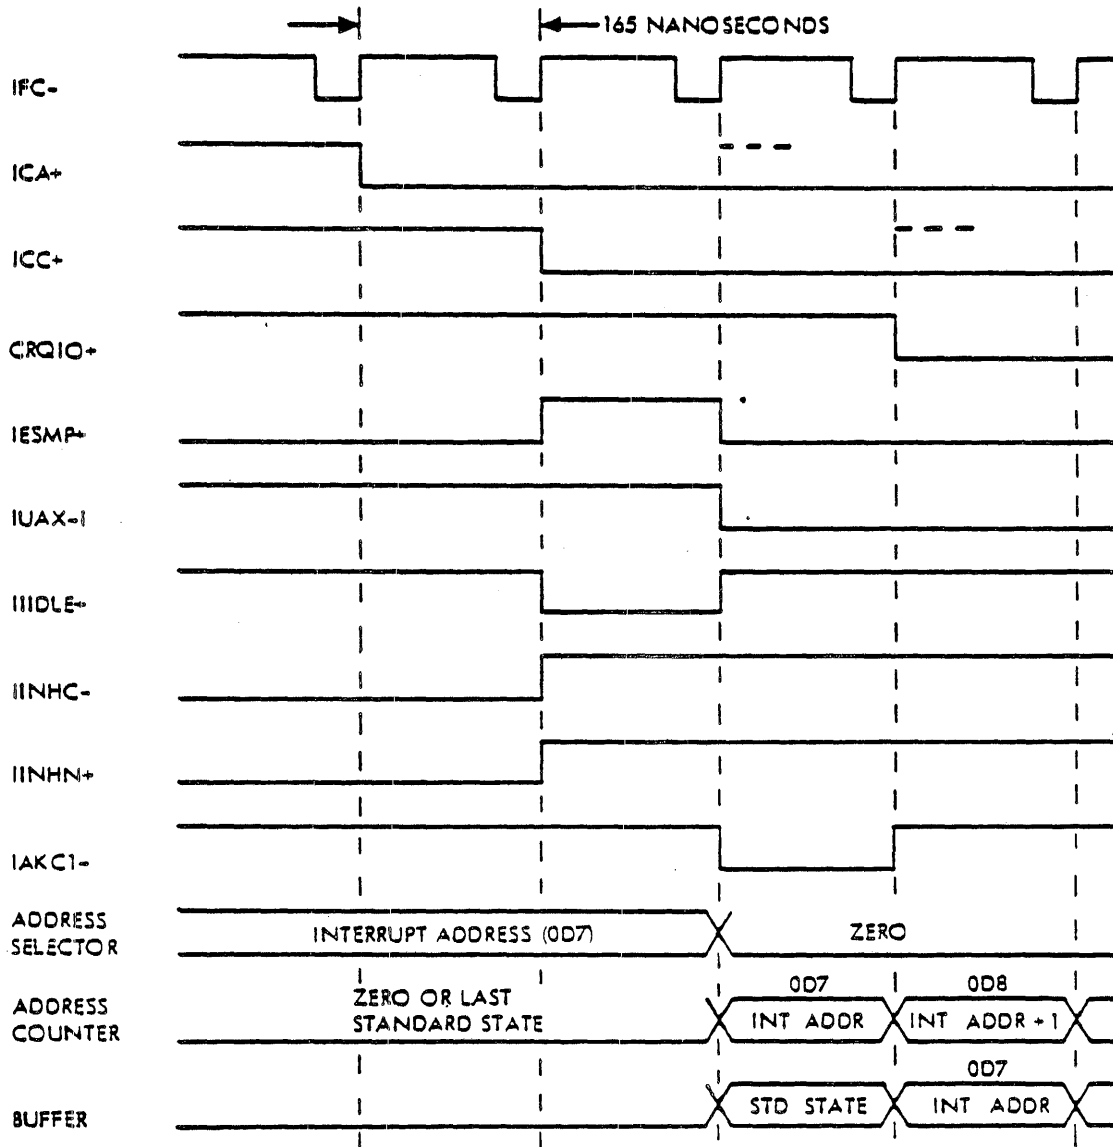 165 NANOSECONDS
IFC-
ICA+
ICC+
CRQIO+
IESMP+
IUAX-1
IIIDLE+
IINHC-
IINHN+
IAKC1-
ADDRESS
SELECTOR
INTERRUPT ADDRESS (0D7)
ZERO
ADDRESS
COUNTER
ZERO OR LAST
STANDARD STATE
0D7
INT ADDR
0D8
INT ADDR +1
BUFFER
STD STATE
0D7
INT ADDR